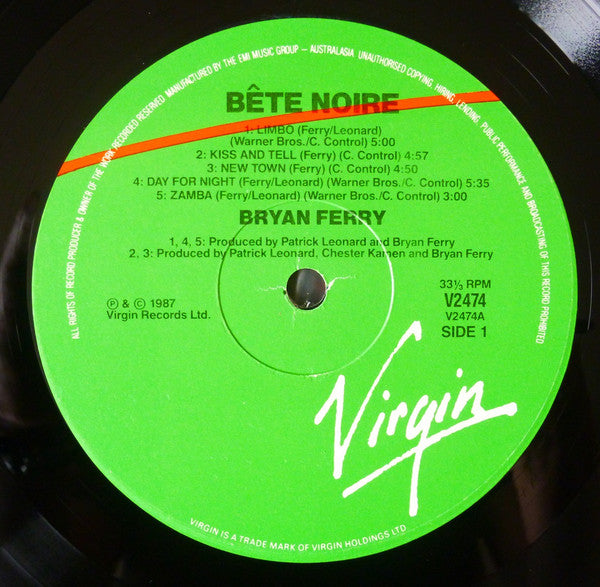 ALL RIGHTS OF RECORD PRODUCER & OWNER OF THE WORK RECORDED RESERVED. MANUFACTURED BY THE EMI MUSIC GROUP – AUSTRALASIA UNAUTHORISED COPYING, HIRING, LENDING, PUBLIC PERFORMANCE AND BROADCASTING OF THIS RECORD PROHIBITED
BÊTE NOIRE
1: LIMBO (Ferry/Leonard)
(Warner Bros./C. Control) 5:00
2: KISS AND TELL (Ferry) (C. Control) 4:57
3: NEW TOWN (Ferry) (C. Control) 4:50
4: DAY FOR NIGHT (Ferry/Leonard) (Warner Bros./C. Control) 5:35
5: ZAMBA (Ferry/Leonard) (Warner Bros./C. Control) 3:00
BRYAN FERRY
1, 4, 5: Produced by Patrick Leonard and Bryan Ferry
2, 3: Produced by Patrick Leonard, Chester Kamen and Bryan Ferry
℗ & © 1987
Virgin Records Ltd.
33⅓ RPM
V2474
V2474A
SIDE 1
Virgin
VIRGIN IS A TRADE MARK OF VIRGIN HOLDINGS LTD